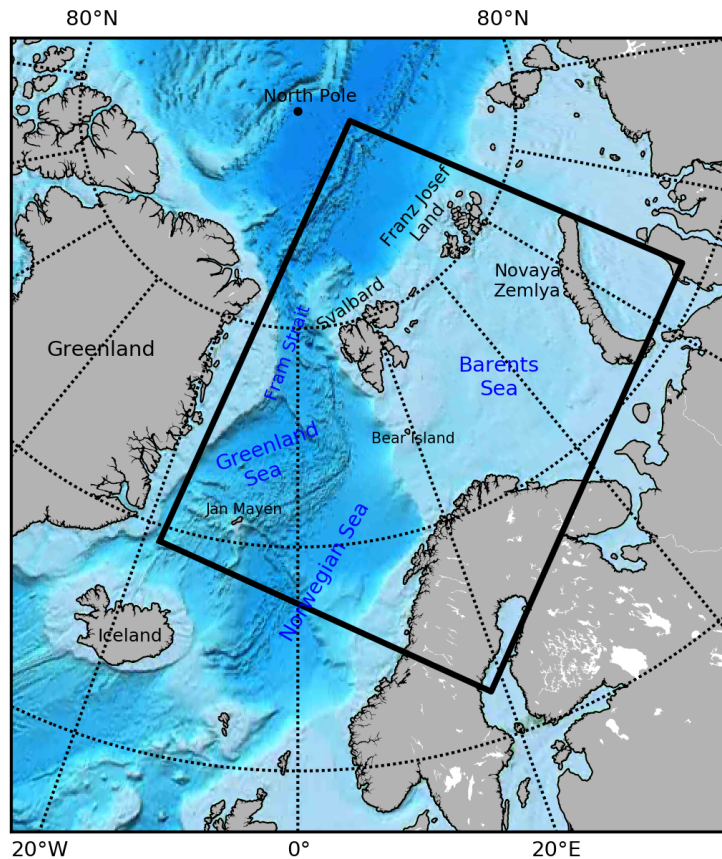 80°N 80°N
North Pole
Franz Josef
Land
Novaya
Zemlya
Svalbard
Greenland
Fram Strait
Barents
Sea
Greenland
Sea
Bear Island
Jan Mayen
Norwegian Sea
Iceland
20°W 0° 20°E